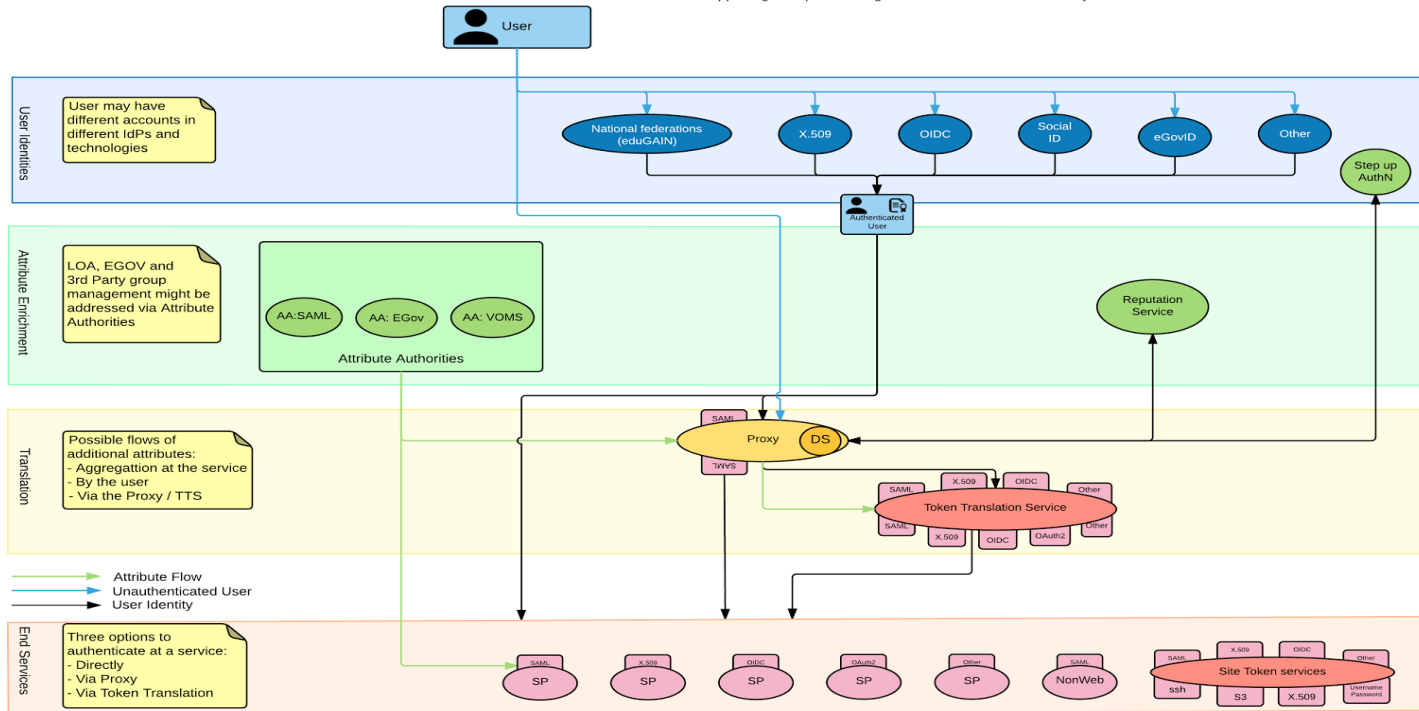 User
User Identities
User may have
different accounts in
different IdPs and
technologies
National federations
(eduGAIN)
X.509
OIDC
Social
ID
eGovID
Other
Step up
AuthN
Authenticated
User
Attribute Enrichment
LOA, EGOV and
3rd Party group
management might be
addressed via Attribute
Authorities
AA:SAML
AA: EGov
AA: VOMS
Attribute Authorities
Reputation
Service
Translation
Possible flows of
additional attributes:
- Aggregattion at the service
- By the user
- Via the Proxy / TTS
SAML
Proxy
DS
SAML
SAML
X.509
OIDC
Other
Token Translation Service
SAML
X.509
OIDC
OAuth2
Other
Attribute Flow
Unauthenticated User
User Identity
End Services
Three options to
authenticate at a service:
- Directly
- Via Proxy
- Via Token Translation
SAML
SP
X.509
SP
OIDC
SP
OAuth2
SP
Other
SP
SAML
NonWeb
SAML
X.509
OIDC
Other
Site Token services
ssh
S3
X.509
Username
Password